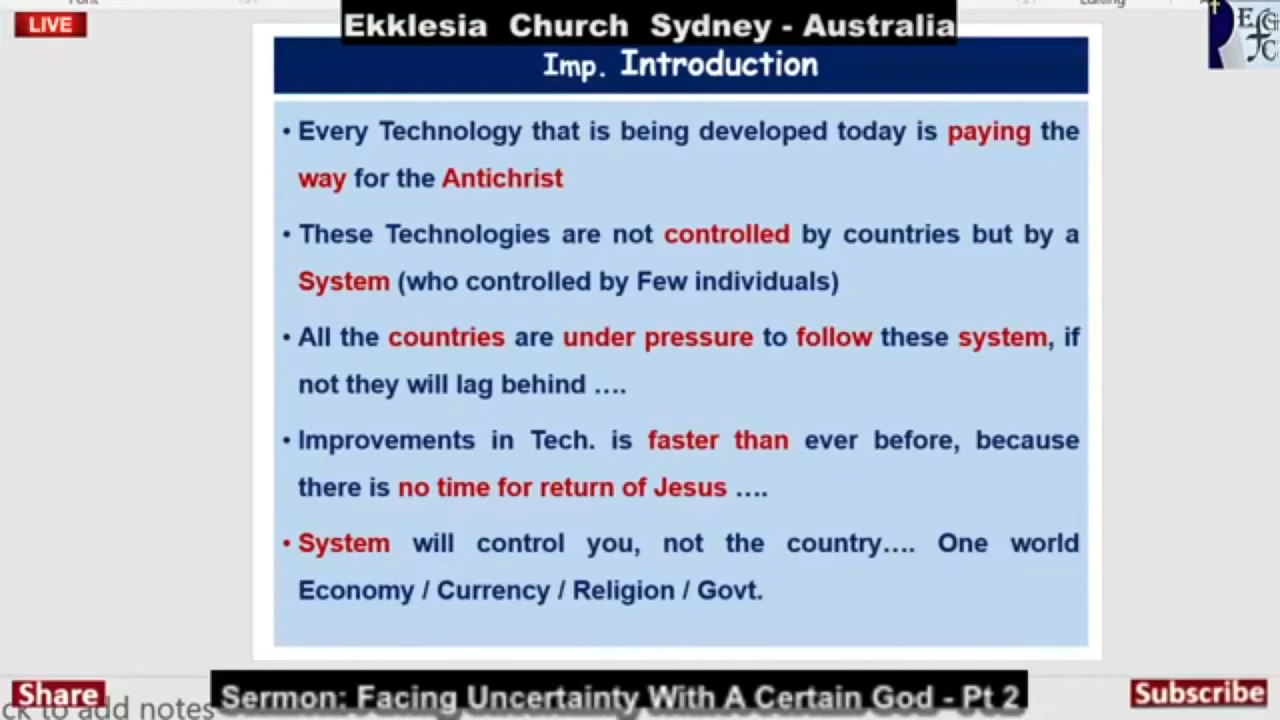 LIVE
Ekklesia Church Sydney - Australia
Imp. Introduction
• Every Technology that is being developed today is paying the
way for the Antichrist
• These Technologies are not controlled by countries but by a
System (who controlled by Few individuals)
• All the countries are under pressure to follow these system, if
not they will lag behind ….
• Improvements in Tech. is faster than ever before, because
there is no time for return of Jesus ….
• System will control you, not the country…. One world
Economy / Currency / Religion / Govt.
Share
to add notes
Sermon: Facing Uncertainty With A Certain God - Pt 2
Subscribe